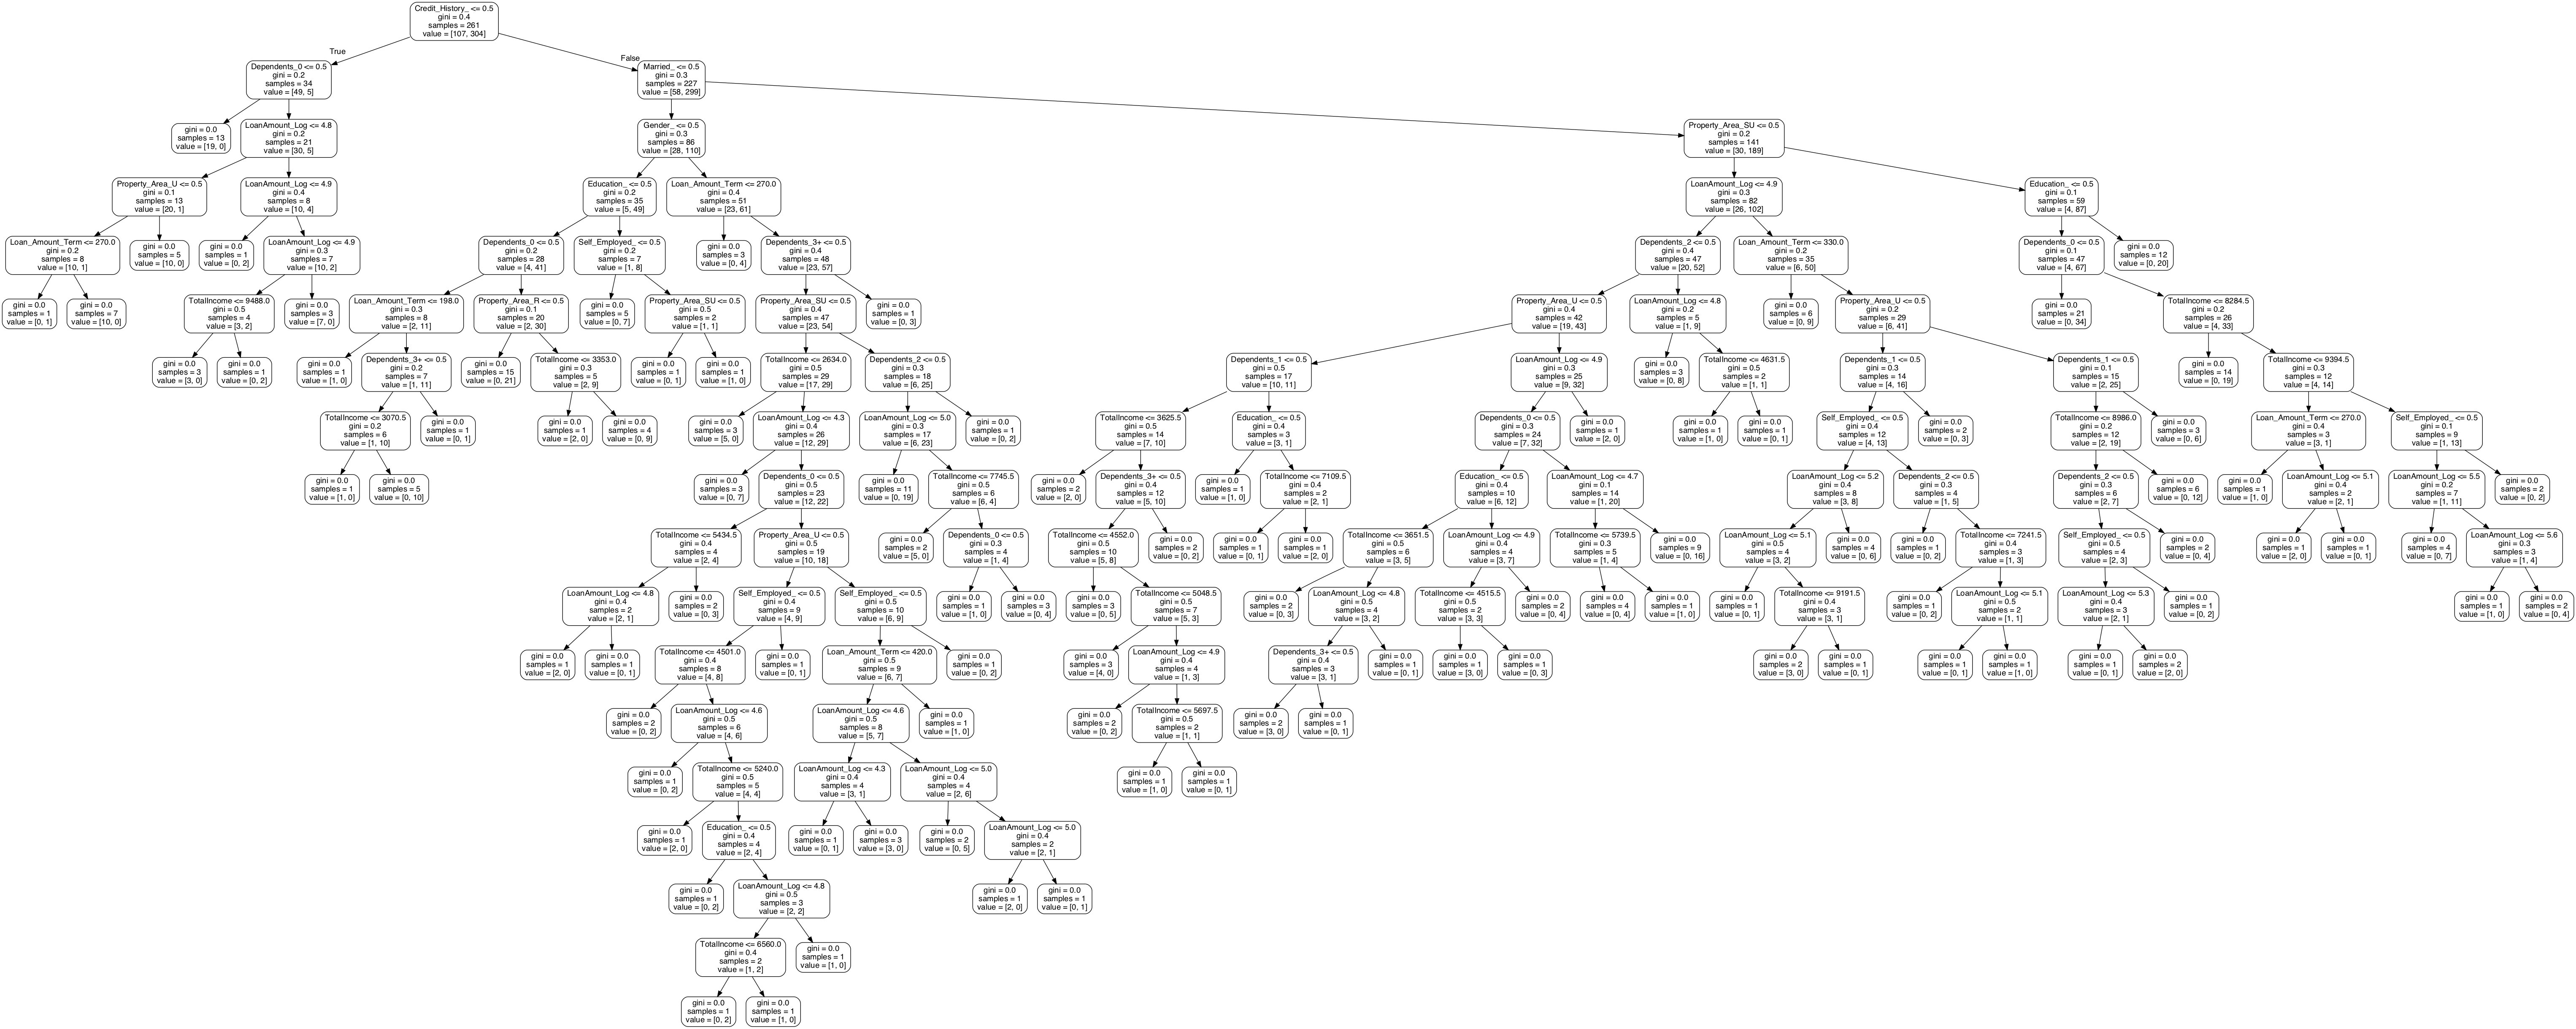 Credit_History_ <= 0.5
gini = 0.4
samples = 261
value = [107, 304]
True
False
Dependents_0 <= 0.5
gini = 0.2
samples = 34
value = [49, 5]
Married_ <= 0.5
gini = 0.3
samples = 227
value = [58, 299]
gini = 0.0
samples = 13
value = [19, 0]
LoanAmount_Log <= 4.8
gini = 0.2
samples = 21
value = [30, 5]
Gender_ <= 0.5
gini = 0.3
samples = 86
value = [28, 110]
Property_Area_SU <= 0.5
gini = 0.2
samples = 141
value = [30, 189]
Property_Area_U <= 0.5
gini = 0.1
samples = 13
value = [20, 1]
LoanAmount_Log <= 4.9
gini = 0.4
samples = 8
value = [10, 4]
Education_ <= 0.5
gini = 0.2
samples = 35
value = [5, 49]
Loan_Amount_Term <= 270.0
gini = 0.4
samples = 51
value = [23, 61]
LoanAmount_Log <= 4.9
gini = 0.3
samples = 82
value = [26, 102]
Education_ <= 0.5
gini = 0.1
samples = 59
value = [4, 87]
Loan_Amount_Term <= 270.0
gini = 0.2
samples = 8
value = [10, 1]
gini = 0.0
samples = 5
value = [10, 0]
gini = 0.0
samples = 1
value = [0, 2]
LoanAmount_Log <= 4.9
gini = 0.3
samples = 7
value = [10, 2]
Dependents_0 <= 0.5
gini = 0.2
samples = 28
value = [4, 41]
Self_Employed_ <= 0.5
gini = 0.2
samples = 7
value = [1, 8]
gini = 0.0
samples = 3
value = [0, 4]
Dependents_3+ <= 0.5
gini = 0.4
samples = 48
value = [23, 57]
Dependents_2 <= 0.5
gini = 0.4
samples = 47
value = [20, 52]
Loan_Amount_Term <= 330.0
gini = 0.2
samples = 35
value = [6, 50]
Dependents_0 <= 0.5
gini = 0.1
samples = 47
value = [4, 67]
gini = 0.0
samples = 12
value = [0, 20]
gini = 0.0
samples = 1
value = [0, 1]
gini = 0.0
samples = 7
value = [10, 0]
TotalIncome <= 9488.0
gini = 0.5
samples = 4
value = [3, 2]
gini = 0.0
samples = 3
value = [7, 0]
Loan_Amount_Term <= 198.0
gini = 0.3
samples = 8
value = [2, 11]
Property_Area_R <= 0.5
gini = 0.1
samples = 20
value = [2, 30]
gini = 0.0
samples = 5
value = [0, 7]
Property_Area_SU <= 0.5
gini = 0.5
samples = 2
value = [1, 1]
Property_Area_SU <= 0.5
gini = 0.4
samples = 47
value = [23, 54]
gini = 0.0
samples = 1
value = [0, 3]
Property_Area_U <= 0.5
gini = 0.4
samples = 42
value = [19, 43]
LoanAmount_Log <= 4.8
gini = 0.2
samples = 5
value = [1, 9]
gini = 0.0
samples = 6
value = [0, 9]
Property_Area_U <= 0.5
gini = 0.2
samples = 29
value = [6, 41]
gini = 0.0
samples = 21
value = [0, 34]
TotalIncome <= 8284.5
gini = 0.2
samples = 26
value = [4, 33]
gini = 0.0
samples = 3
value = [3, 0]
gini = 0.0
samples = 1
value = [0, 2]
gini = 0.0
samples = 1
value = [1, 0]
Dependents_3+ <= 0.5
gini = 0.2
samples = 7
value = [1, 11]
gini = 0.0
samples = 15
value = [0, 21]
TotalIncome <= 3353.0
gini = 0.3
samples = 5
value = [2, 9]
gini = 0.0
samples = 1
value = [0, 1]
gini = 0.0
samples = 1
value = [1, 0]
TotalIncome <= 2634.0
gini = 0.5
samples = 29
value = [17, 29]
Dependents_2 <= 0.5
gini = 0.3
samples = 18
value = [6, 25]
Dependents_1 <= 0.5
gini = 0.5
samples = 17
value = [10, 11]
LoanAmount_Log <= 4.9
gini = 0.3
samples = 25
value = [9, 32]
gini = 0.0
samples = 3
value = [0, 8]
TotalIncome <= 4631.5
gini = 0.5
samples = 2
value = [1, 1]
Dependents_1 <= 0.5
gini = 0.3
samples = 14
value = [4, 16]
Dependents_1 <= 0.5
gini = 0.1
samples = 15
value = [2, 25]
gini = 0.0
samples = 14
value = [0, 19]
TotalIncome <= 9394.5
gini = 0.3
samples = 12
value = [4, 14]
TotalIncome <= 3070.5
gini = 0.2
samples = 6
value = [1, 10]
gini = 0.0
samples = 1
value = [0, 1]
gini = 0.0
samples = 1
value = [2, 0]
gini = 0.0
samples = 4
value = [0, 9]
gini = 0.0
samples = 3
value = [5, 0]
LoanAmount_Log <= 4.3
gini = 0.4
samples = 26
value = [12, 29]
LoanAmount_Log <= 5.0
gini = 0.3
samples = 17
value = [6, 23]
gini = 0.0
samples = 1
value = [0, 2]
TotalIncome <= 3625.5
gini = 0.5
samples = 14
value = [7, 10]
Education_ <= 0.5
gini = 0.4
samples = 3
value = [3, 1]
Dependents_0 <= 0.5
gini = 0.3
samples = 24
value = [7, 32]
gini = 0.0
samples = 1
value = [2, 0]
gini = 0.0
samples = 1
value = [1, 0]
gini = 0.0
samples = 1
value = [0, 1]
Self_Employed_ <= 0.5
gini = 0.4
samples = 12
value = [4, 13]
gini = 0.0
samples = 2
value = [0, 3]
TotalIncome <= 8986.0
gini = 0.2
samples = 12
value = [2, 19]
gini = 0.0
samples = 3
value = [0, 6]
Loan_Amount_Term <= 270.0
gini = 0.4
samples = 3
value = [3, 1]
Self_Employed_ <= 0.5
gini = 0.1
samples = 9
value = [1, 13]
gini = 0.0
samples = 1
value = [1, 0]
gini = 0.0
samples = 5
value = [0, 10]
gini = 0.0
samples = 3
value = [0, 7]
Dependents_0 <= 0.5
gini = 0.5
samples = 23
value = [12, 22]
gini = 0.0
samples = 11
value = [0, 19]
TotalIncome <= 7745.5
gini = 0.5
samples = 6
value = [6, 4]
gini = 0.0
samples = 2
value = [2, 0]
Dependents_3+ <= 0.5
gini = 0.4
samples = 12
value = [5, 10]
gini = 0.0
samples = 1
value = [1, 0]
TotalIncome <= 7109.5
gini = 0.4
samples = 2
value = [2, 1]
Education_ <= 0.5
gini = 0.4
samples = 10
value = [6, 12]
LoanAmount_Log <= 4.7
gini = 0.1
samples = 14
value = [1, 20]
LoanAmount_Log <= 5.2
gini = 0.4
samples = 8
value = [3, 8]
Dependents_2 <= 0.5
gini = 0.3
samples = 4
value = [1, 5]
Dependents_2 <= 0.5
gini = 0.3
samples = 6
value = [2, 7]
gini = 0.0
samples = 6
value = [0, 12]
gini = 0.0
samples = 1
value = [1, 0]
LoanAmount_Log <= 5.1
gini = 0.4
samples = 2
value = [2, 1]
LoanAmount_Log <= 5.5
gini = 0.2
samples = 7
value = [1, 11]
gini = 0.0
samples = 2
value = [0, 2]
TotalIncome <= 5434.5
gini = 0.4
samples = 4
value = [2, 4]
Property_Area_U <= 0.5
gini = 0.5
samples = 19
value = [10, 18]
gini = 0.0
samples = 2
value = [5, 0]
Dependents_0 <= 0.5
gini = 0.3
samples = 4
value = [1, 4]
TotalIncome <= 4552.0
gini = 0.5
samples = 10
value = [5, 8]
gini = 0.0
samples = 2
value = [0, 2]
gini = 0.0
samples = 1
value = [0, 1]
gini = 0.0
samples = 1
value = [2, 0]
TotalIncome <= 3651.5
gini = 0.5
samples = 6
value = [3, 5]
LoanAmount_Log <= 4.9
gini = 0.4
samples = 4
value = [3, 7]
TotalIncome <= 5739.5
gini = 0.3
samples = 5
value = [1, 4]
gini = 0.0
samples = 9
value = [0, 16]
LoanAmount_Log <= 5.1
gini = 0.5
samples = 4
value = [3, 2]
gini = 0.0
samples = 4
value = [0, 6]
gini = 0.0
samples = 1
value = [0, 2]
TotalIncome <= 7241.5
gini = 0.4
samples = 3
value = [1, 3]
Self_Employed_ <= 0.5
gini = 0.5
samples = 4
value = [2, 3]
gini = 0.0
samples = 2
value = [0, 4]
gini = 0.0
samples = 1
value = [2, 0]
gini = 0.0
samples = 1
value = [0, 1]
gini = 0.0
samples = 4
value = [0, 7]
LoanAmount_Log <= 5.6
gini = 0.3
samples = 3
value = [1, 4]
LoanAmount_Log <= 4.8
gini = 0.4
samples = 2
value = [2, 1]
gini = 0.0
samples = 2
value = [0, 3]
Self_Employed_ <= 0.5
gini = 0.4
samples = 9
value = [4, 9]
Self_Employed_ <= 0.5
gini = 0.5
samples = 10
value = [6, 9]
gini = 0.0
samples = 1
value = [1, 0]
gini = 0.0
samples = 3
value = [0, 4]
gini = 0.0
samples = 3
value = [0, 5]
TotalIncome <= 5048.5
gini = 0.5
samples = 7
value = [5, 3]
gini = 0.0
samples = 2
value = [0, 3]
LoanAmount_Log <= 4.8
gini = 0.5
samples = 4
value = [3, 2]
TotalIncome <= 4515.5
gini = 0.5
samples = 2
value = [3, 3]
gini = 0.0
samples = 2
value = [0, 4]
gini = 0.0
samples = 4
value = [0, 4]
gini = 0.0
samples = 1
value = [1, 0]
gini = 0.0
samples = 1
value = [0, 1]
TotalIncome <= 9191.5
gini = 0.4
samples = 3
value = [3, 1]
gini = 0.0
samples = 1
value = [0, 2]
LoanAmount_Log <= 5.1
gini = 0.5
samples = 2
value = [1, 1]
LoanAmount_Log <= 5.3
gini = 0.4
samples = 3
value = [2, 1]
gini = 0.0
samples = 1
value = [0, 2]
gini = 0.0
samples = 1
value = [1, 0]
gini = 0.0
samples = 2
value = [0, 4]
gini = 0.0
samples = 1
value = [2, 0]
gini = 0.0
samples = 1
value = [0, 1]
TotalIncome <= 4501.0
gini = 0.4
samples = 8
value = [4, 8]
gini = 0.0
samples = 1
value = [0, 1]
Loan_Amount_Term <= 420.0
gini = 0.5
samples = 9
value = [6, 7]
gini = 0.0
samples = 1
value = [0, 2]
gini = 0.0
samples = 3
value = [4, 0]
LoanAmount_Log <= 4.9
gini = 0.4
samples = 4
value = [1, 3]
Dependents_3+ <= 0.5
gini = 0.4
samples = 3
value = [3, 1]
gini = 0.0
samples = 1
value = [0, 1]
gini = 0.0
samples = 1
value = [3, 0]
gini = 0.0
samples = 1
value = [0, 3]
gini = 0.0
samples = 2
value = [3, 0]
gini = 0.0
samples = 1
value = [0, 1]
gini = 0.0
samples = 1
value = [0, 1]
gini = 0.0
samples = 1
value = [1, 0]
gini = 0.0
samples = 1
value = [0, 1]
gini = 0.0
samples = 2
value = [2, 0]
gini = 0.0
samples = 2
value = [0, 2]
LoanAmount_Log <= 4.6
gini = 0.5
samples = 6
value = [4, 6]
LoanAmount_Log <= 4.6
gini = 0.5
samples = 8
value = [5, 7]
gini = 0.0
samples = 1
value = [1, 0]
gini = 0.0
samples = 2
value = [0, 2]
TotalIncome <= 5697.5
gini = 0.5
samples = 2
value = [1, 1]
gini = 0.0
samples = 2
value = [3, 0]
gini = 0.0
samples = 1
value = [0, 1]
gini = 0.0
samples = 1
value = [0, 2]
TotalIncome <= 5240.0
gini = 0.5
samples = 5
value = [4, 4]
LoanAmount_Log <= 4.3
gini = 0.4
samples = 4
value = [3, 1]
LoanAmount_Log <= 5.0
gini = 0.4
samples = 4
value = [2, 6]
gini = 0.0
samples = 1
value = [1, 0]
gini = 0.0
samples = 1
value = [0, 1]
gini = 0.0
samples = 1
value = [2, 0]
Education_ <= 0.5
gini = 0.4
samples = 4
value = [2, 4]
gini = 0.0
samples = 1
value = [0, 1]
gini = 0.0
samples = 3
value = [3, 0]
gini = 0.0
samples = 2
value = [0, 5]
LoanAmount_Log <= 5.0
gini = 0.4
samples = 2
value = [2, 1]
gini = 0.0
samples = 1
value = [0, 2]
LoanAmount_Log <= 4.8
gini = 0.5
samples = 3
value = [2, 2]
gini = 0.0
samples = 1
value = [2, 0]
gini = 0.0
samples = 1
value = [0, 1]
TotalIncome <= 6560.0
gini = 0.4
samples = 2
value = [1, 2]
gini = 0.0
samples = 1
value = [1, 0]
gini = 0.0
samples = 1
value = [0, 2]
gini = 0.0
samples = 1
value = [1, 0]